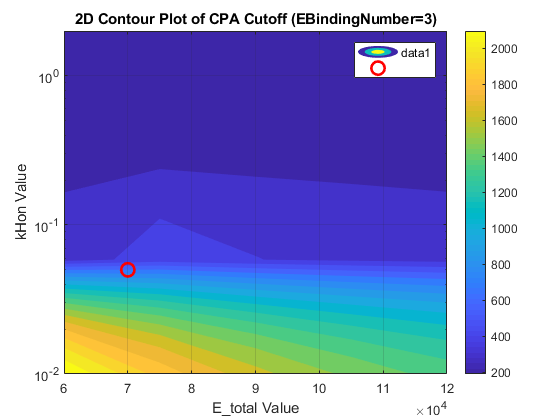 2D Contour Plot of CPA Cutoff (EBindingNumber=3)
data1
10^0
10^-1
10^-2
kHon Value
6 7 8 9 10 11 12
×10^4
E_total Value
2000
1800
1600
1400
1200
1000
800
600
400
200